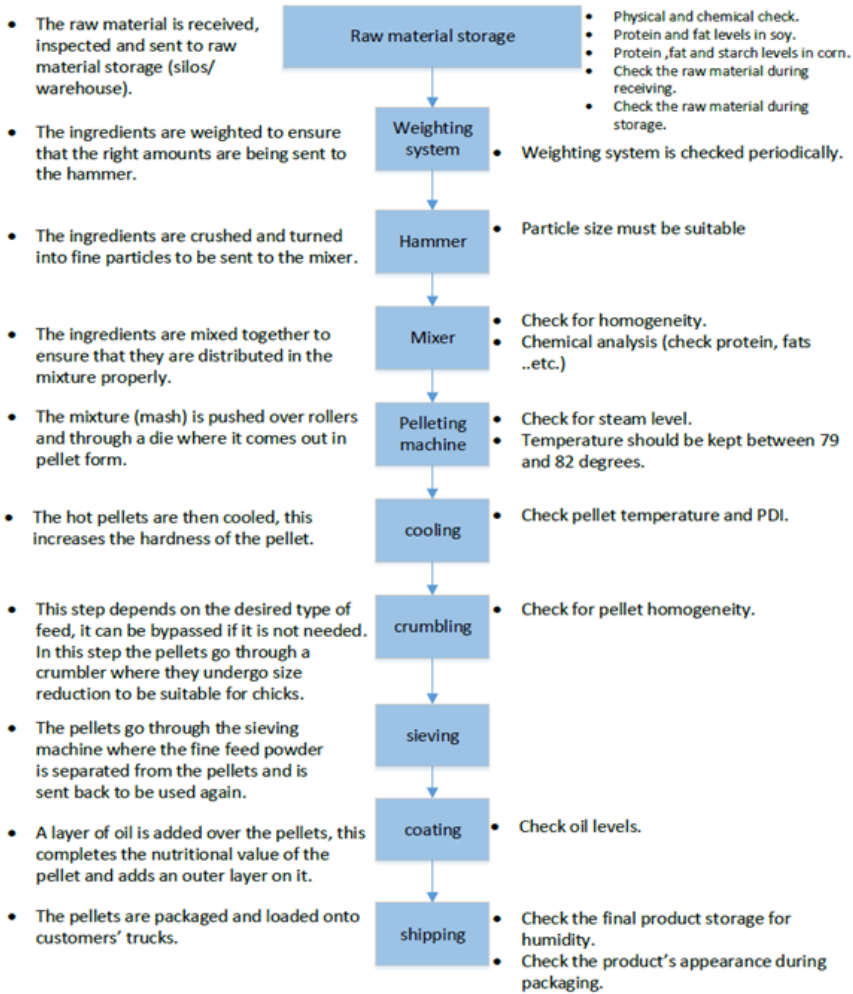 • The raw material is received,
inspected and sent to raw
material storage (silos/
warehouse).
Raw material storage
• Physical and chemical check.
• Protein and fat levels in soy.
• Protein ,fat and starch levels in corn.
• Check the raw material during
receiving.
• Check the raw material during
storage.
• The ingredients are weighted to ensure
that the right amounts are being sent to
the hammer.
Weighting
system
• Weighting system is checked periodically.
• The ingredients are crushed and turned
into fine particles to be sent to the mixer.
Hammer
• Particle size must be suitable
• The ingredients are mixed together to
ensure that they are distributed in the
mixture properly.
Mixer
• Check for homogeneity.
• Chemical analysis (check protein, fats
..etc.)
• The mixture (mash) is pushed over rollers
and through a die where it comes out in
pellet form.
Pelleting
machine
• Check for steam level.
• Temperature should be kept between 79
and 82 degrees.
• The hot pellets are then cooled, this
increases the hardness of the pellet.
cooling
• Check pellet temperature and PDI.
• This step depends on the desired type of
feed, it can be bypassed if it is not needed.
In this step the pellets go through a
crumbler where they undergo size
reduction to be suitable for chicks.
crumbling
• Check for pellet homogeneity.
• The pellets go through the sieving
machine where the fine feed powder
is separated from the pellets and is
sent back to be used again.
sieving
• A layer of oil is added over the pellets, this
completes the nutritional value of the
pellet and adds an outer layer on it.
coating
• Check oil levels.
• The pellets are packaged and loaded onto
customers’ trucks.
shipping
• Check the final product storage for
humidity.
• Check the product’s appearance during
packaging.